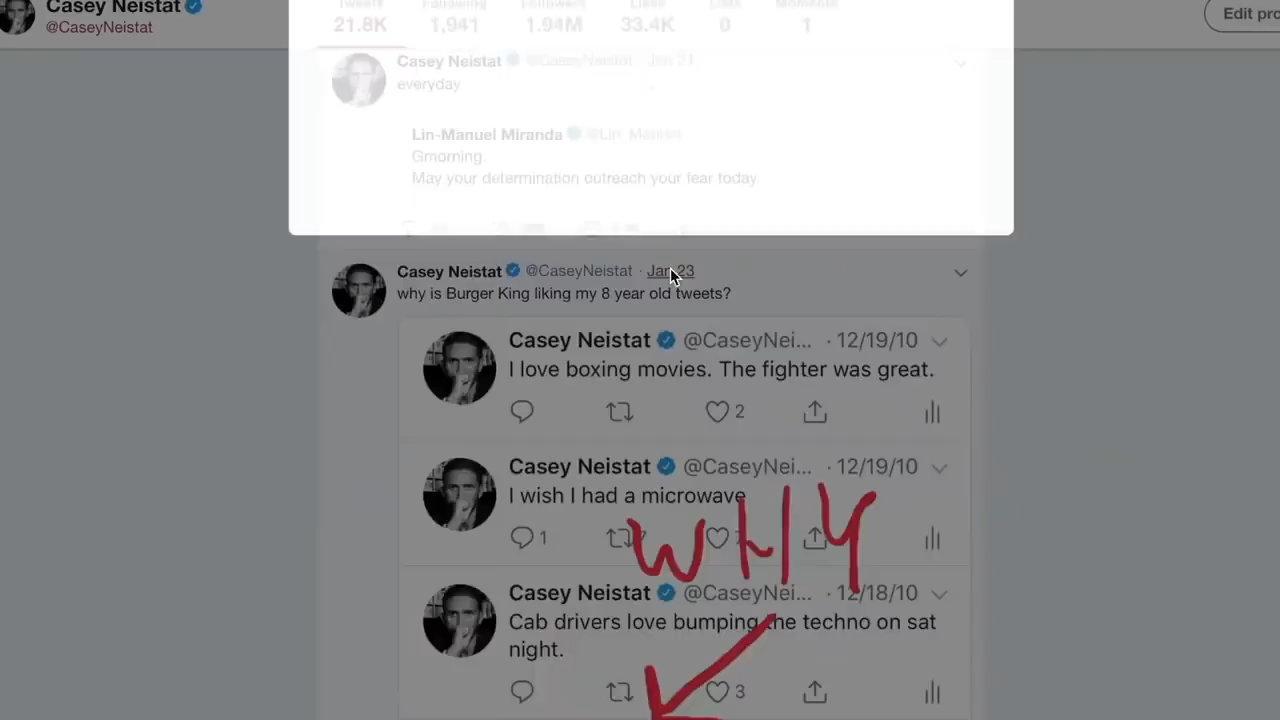 Casey Neistat
@CaseyNeistat
Edit pro
Tweets Following Followers Likes Lists Moments
21.8K 1,941 1.94M 33.4K 0 1
Casey Neistat @CaseyNeistat · Jan 21
everyday
Lin-Manuel Miranda @Lin_Manuel
Gmorning.
May your determination outreach your fear today.
Casey Neistat @CaseyNeistat · Jan 23
why is Burger King liking my 8 year old tweets?
Casey Neistat @CaseyNei... · 12/19/10
I love boxing movies. The fighter was great.
2
Casey Neistat @CaseyNei... · 12/19/10
I wish I had a microwave
1
WHY
Casey Neistat @CaseyNei... · 12/18/10
Cab drivers love bumping the techno on sat
night.
3